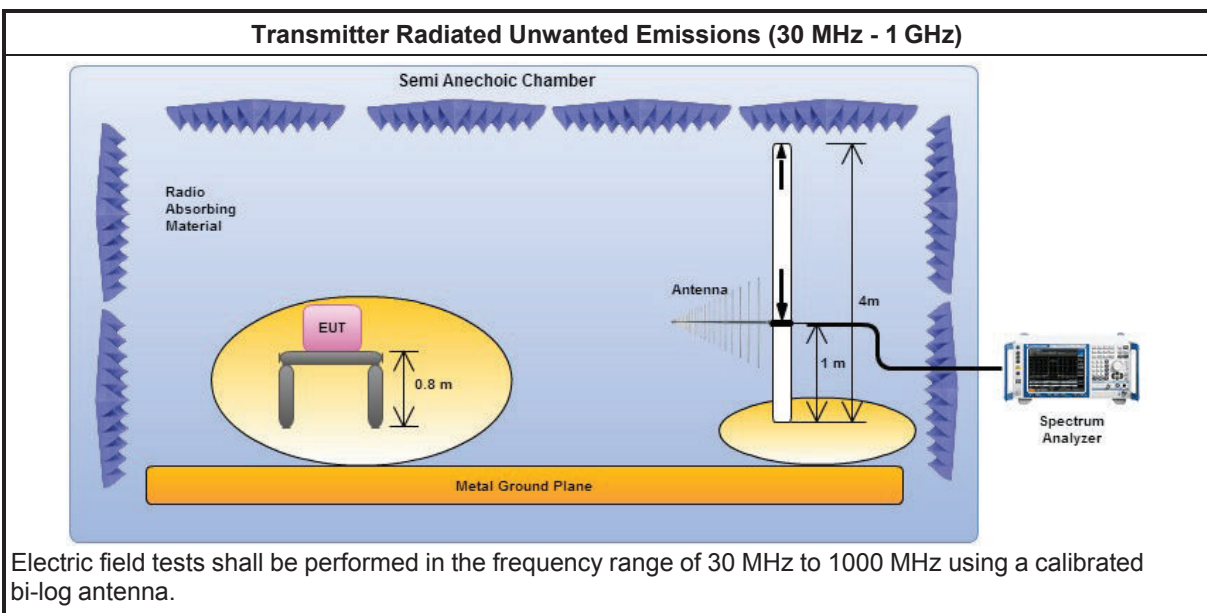 Transmitter Radiated Unwanted Emissions (30 MHz - 1 GHz)
Semi Anechoic Chamber
Radio
Absorbing
Material
Antenna
4m
EUT
1 m
0.8 m
Spectrum
Analyzer
Metal Ground Plane
Electric field tests shall be performed in the frequency range of 30 MHz to 1000 MHz using a calibrated
bi-log antenna.